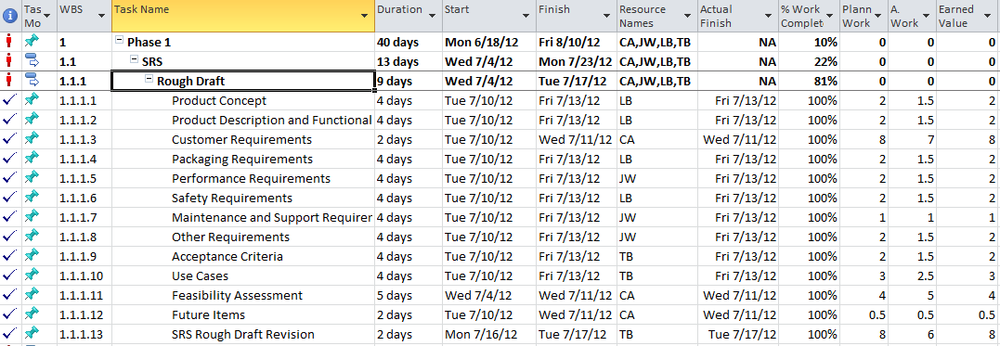 Tas Mo WBS Task Name Duration Start Finish Resource Names Actual Finish % Work Complet Plann Work A. Work Earned Value
1 Phase 1 40 days Mon 6/18/12 Fri 8/10/12 CA,JW,LB,TB NA 10% 0 0 0
1.1 SRS 13 days Wed 7/4/12 Mon 7/23/12 CA,JW,LB,TB NA 22% 0 0 0
1.1.1 Rough Draft 9 days Wed 7/4/12 Tue 7/17/12 CA,JW,LB,TB NA 81% 0 0 0
1.1.1.1 Product Concept 4 days Tue 7/10/12 Fri 7/13/12 LB Fri 7/13/12 100% 2 1.5 2
1.1.1.2 Product Description and Functional 4 days Tue 7/10/12 Fri 7/13/12 LB Fri 7/13/12 100% 2 1.5 2
1.1.1.3 Customer Requirements 2 days Tue 7/10/12 Wed 7/11/12 CA Wed 7/11/12 100% 8 7 8
1.1.1.4 Packaging Requirements 4 days Tue 7/10/12 Fri 7/13/12 LB Fri 7/13/12 100% 2 1.5 2
1.1.1.5 Performance Requirements 4 days Tue 7/10/12 Fri 7/13/12 JW Fri 7/13/12 100% 2 1.5 2
1.1.1.6 Safety Requirements 4 days Tue 7/10/12 Fri 7/13/12 LB Fri 7/13/12 100% 2 1.5 2
1.1.1.7 Maintenance and Support Requirer 4 days Tue 7/10/12 Fri 7/13/12 JW Fri 7/13/12 100% 1 1 1
1.1.1.8 Other Requirements 4 days Tue 7/10/12 Fri 7/13/12 JW Fri 7/13/12 100% 2 1.5 2
1.1.1.9 Acceptance Criteria 4 days Tue 7/10/12 Fri 7/13/12 TB Fri 7/13/12 100% 2 1.5 2
1.1.1.10 Use Cases 4 days Tue 7/10/12 Fri 7/13/12 TB Fri 7/13/12 100% 3 2.5 3
1.1.1.11 Feasibility Assessment 5 days Wed 7/4/12 Wed 7/11/12 CA Wed 7/11/12 100% 4 5 4
1.1.1.12 Future Items 2 days Tue 7/10/12 Wed 7/11/12 CA Wed 7/11/12 100% 0.5 0.5 0.5
1.1.1.13 SRS Rough Draft Revision 2 days Mon 7/16/12 Tue 7/17/12 TB Tue 7/17/12 100% 8 6 8